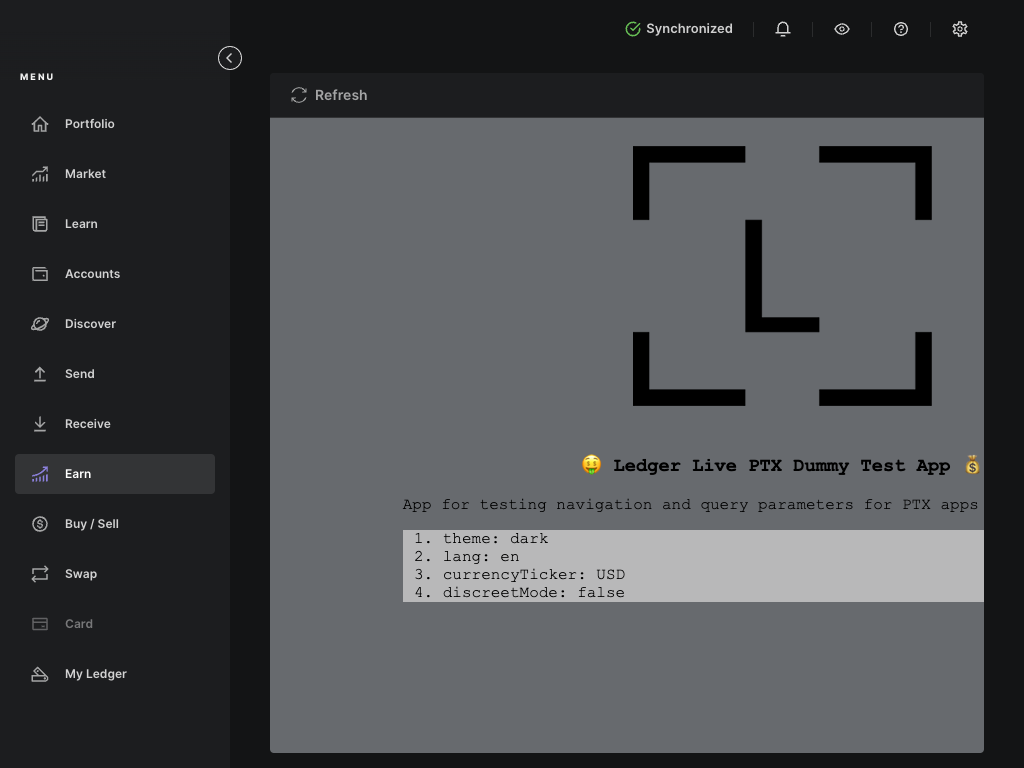 Synchronized
MENU
Portfolio
Market
Learn
Accounts
Discover
Send
Receive
Earn
Buy / Sell
Swap
Card
My Ledger
Refresh
🤑 Ledger Live PTX Dummy Test App 💰
App for testing navigation and query parameters for PTX apps
1. theme: dark
2. lang: en
3. currencyTicker: USD
4. discreetMode: false